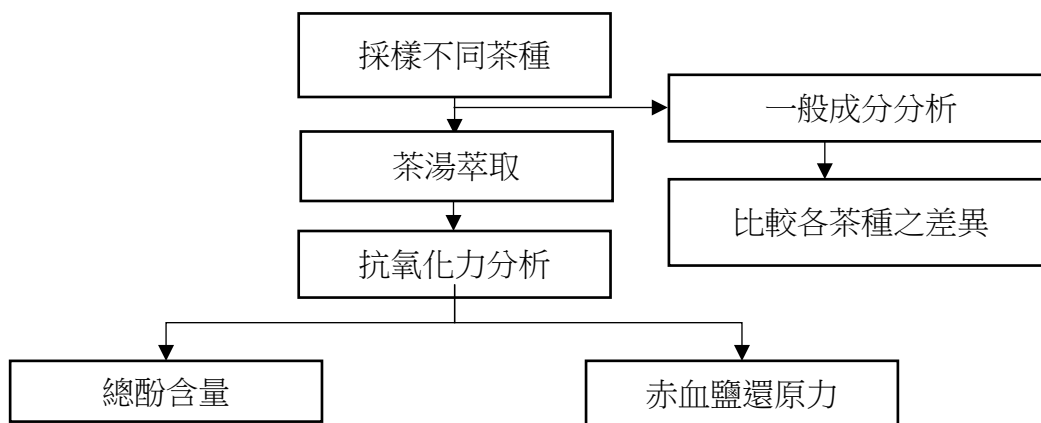 採樣不同茶種
一般成分分析
茶湯萃取
比較各茶種之差異
抗氧化力分析
總酚含量
赤血鹽還原力